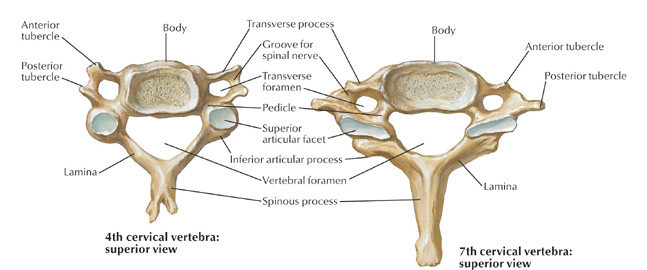 Anterior
tubercle
Posterior
tubercle
Lamina
Body
4th cervical vertebra:
superior view
Transverse process
Groove for
spinal nerve
Transverse
foramen
Pedicle
Superior
articular facet
Inferior articular process
Vertebral foramen
Spinous process
Body
Anterior tubercle
Posterior tubercle
Lamina
7th cervical vertebra:
superior view